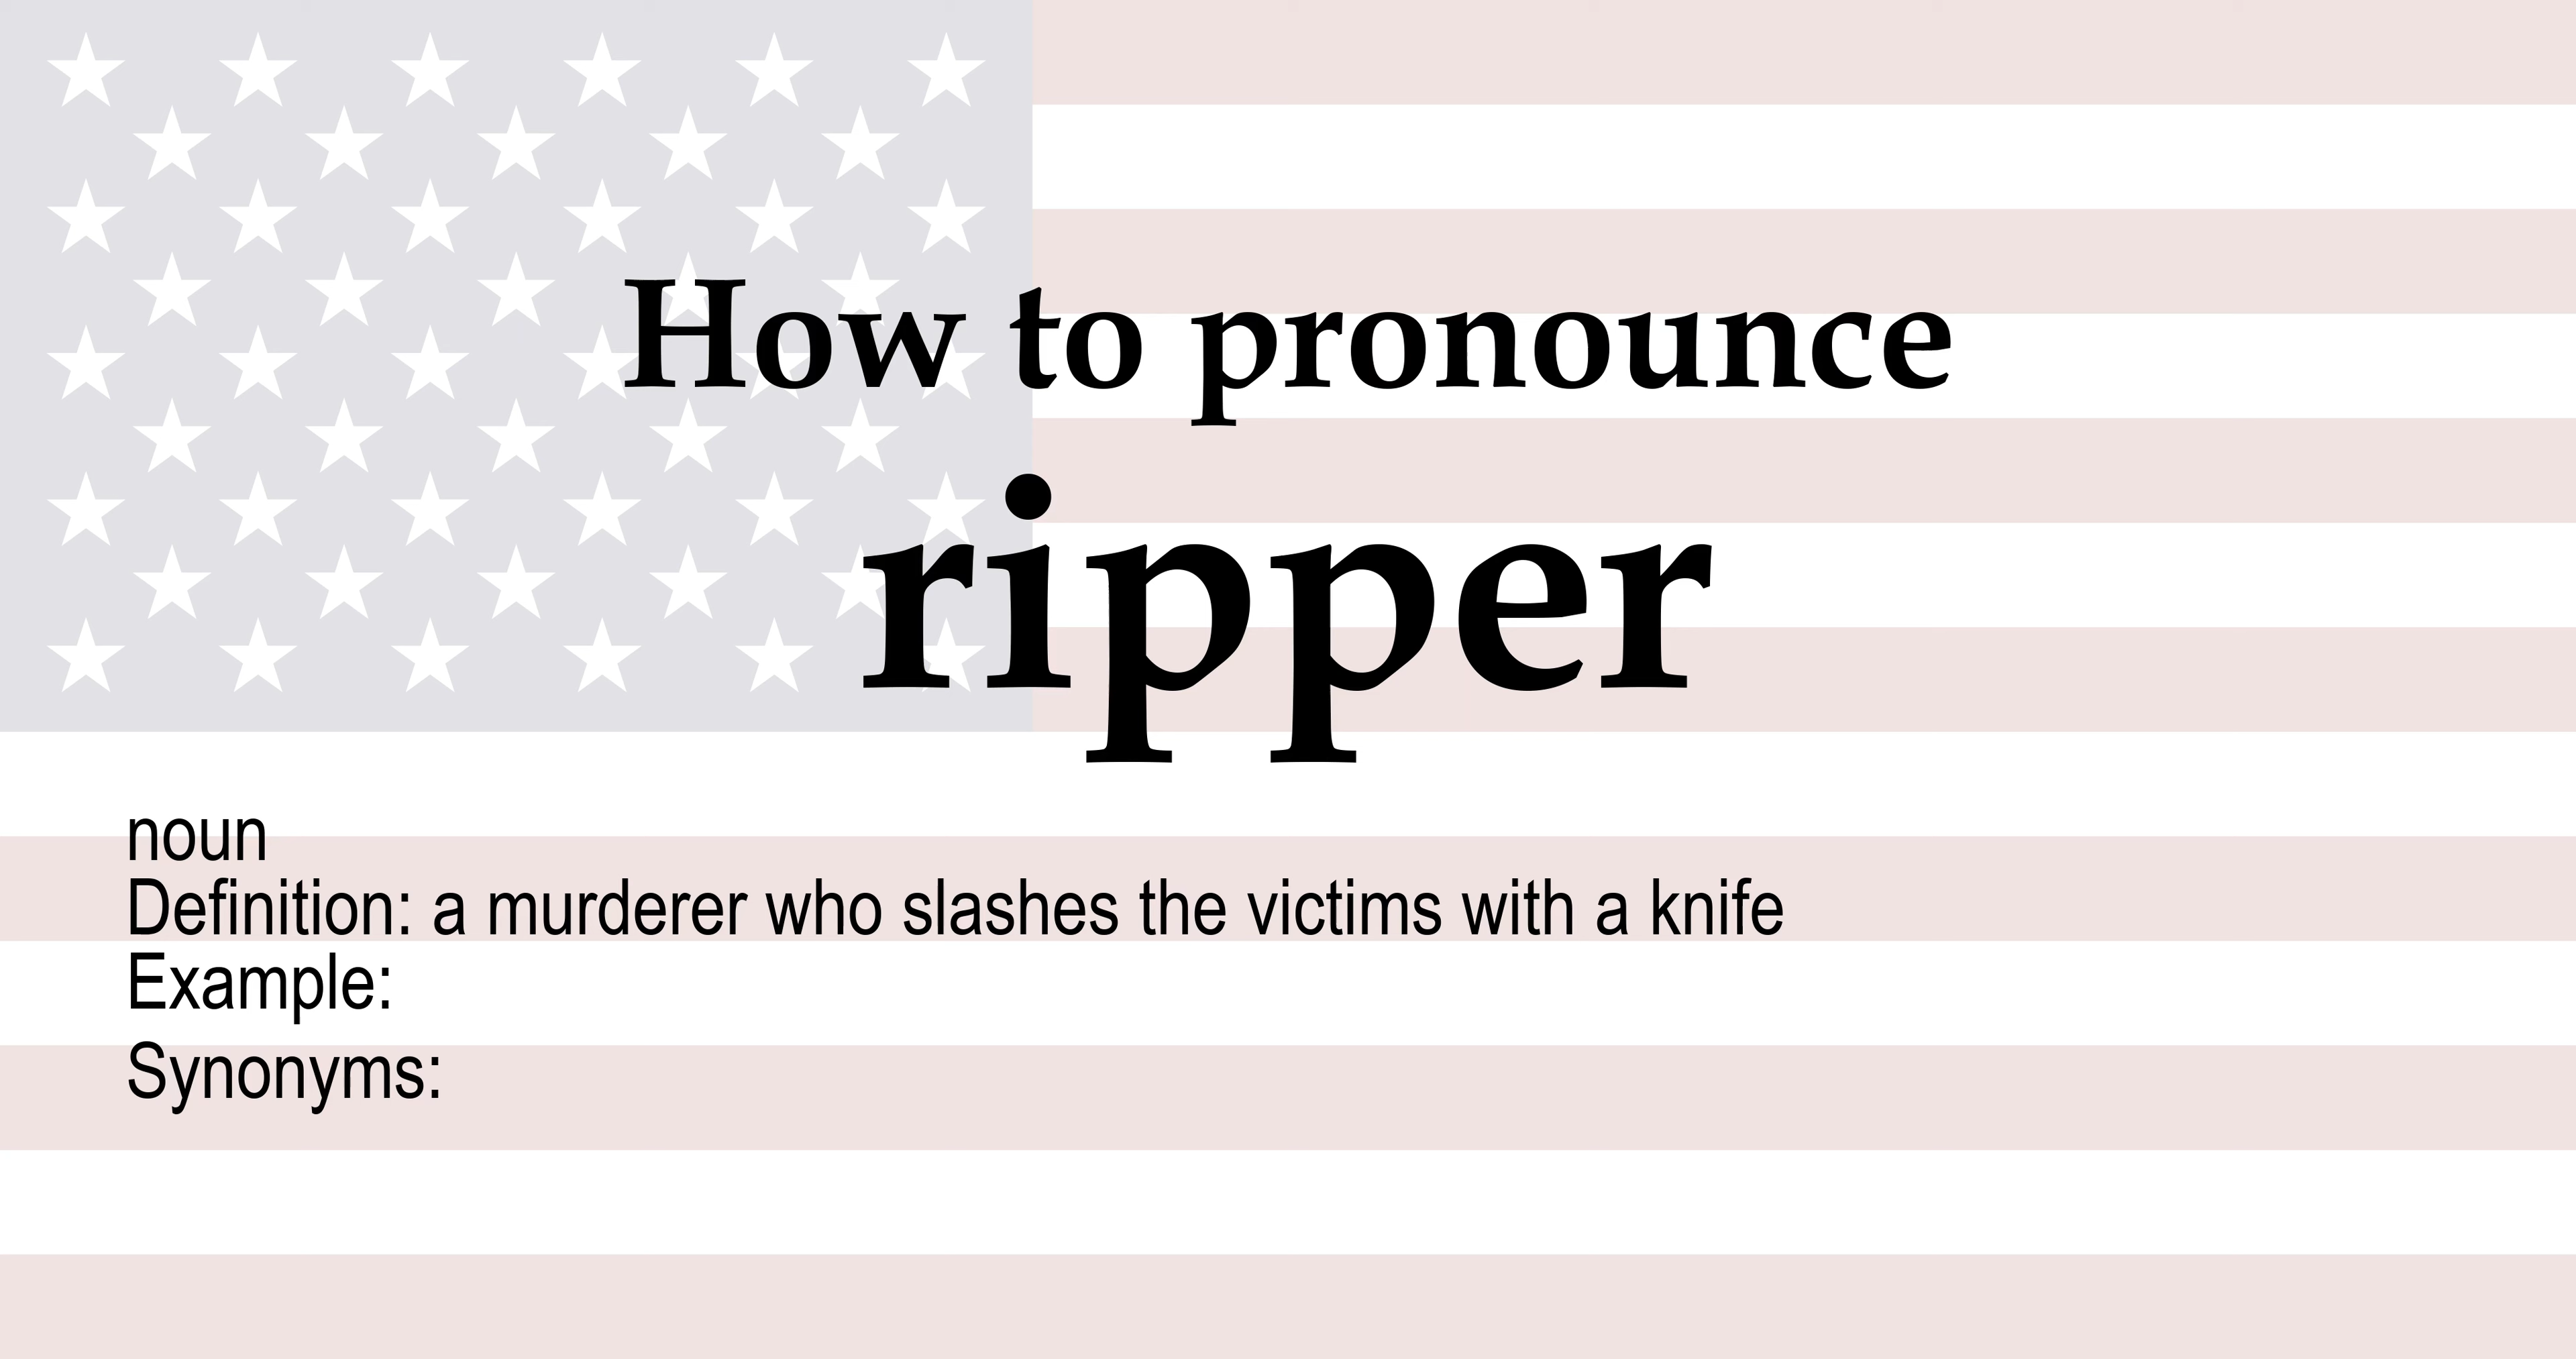 How to pronounce
ripper
noun
Definition: a murderer who slashes the victims with a knife
Example:
Synonyms: